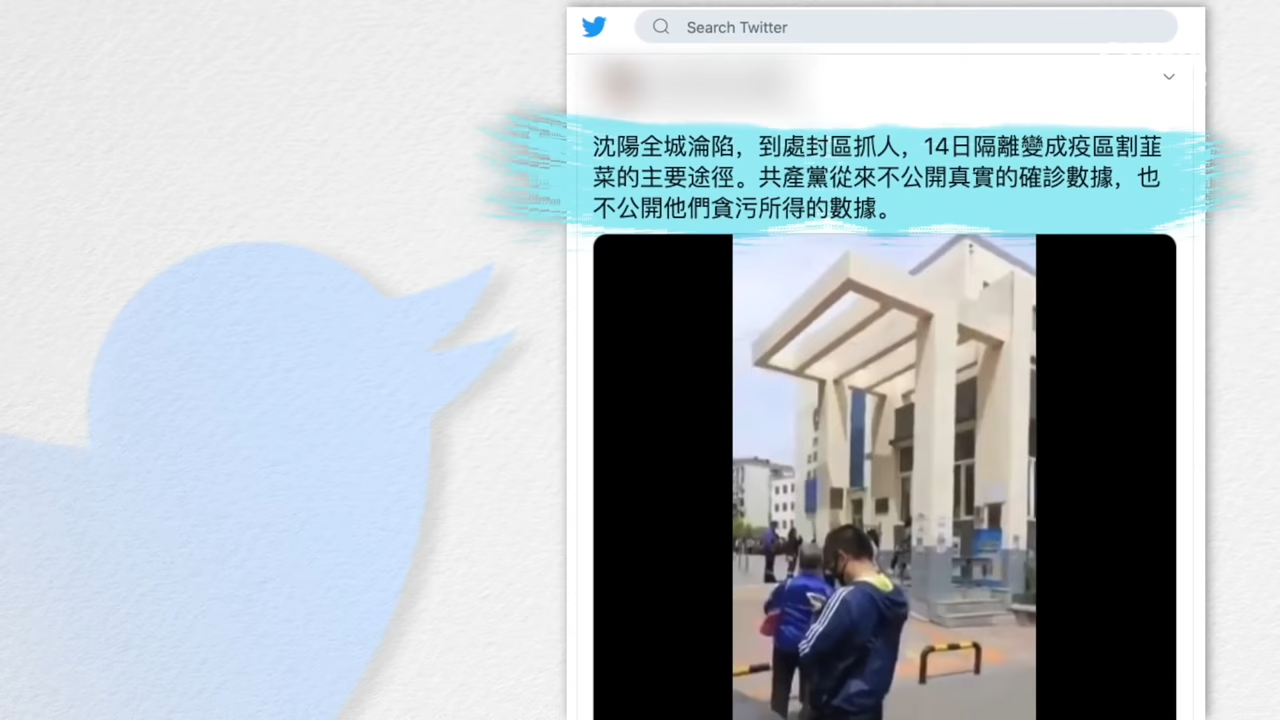 Search Twitter
沈陽全城淪陷，到處封區抓人，14日隔離變成疫區割韮
菜的主要途徑。共產黨從來不公開真實的確診數據，也
不公開他們貪污所得的數據。